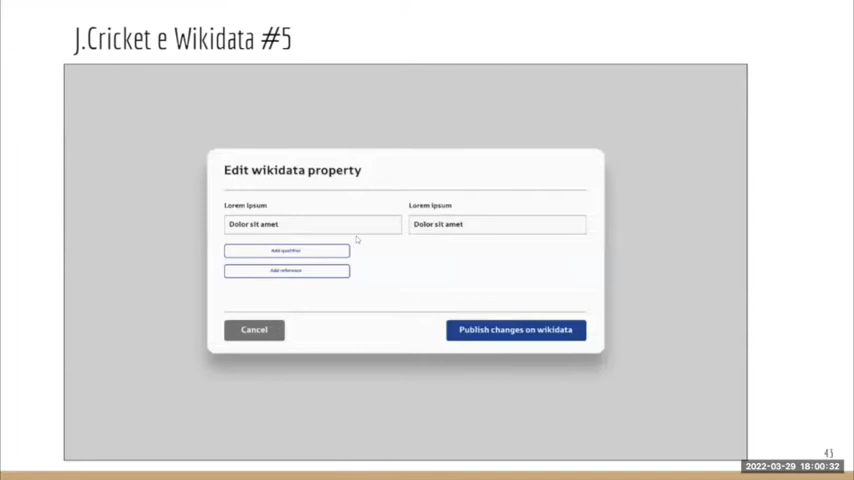 J.Cricket e Wikidata #5
Edit wikidata property
Lorem ipsum Lorem ipsum
Dolor sit amet Dolor sit amet
Add qualifier
Add reference
Cancel Publish changes on wikidata
43
2022-03-29 18:00:32